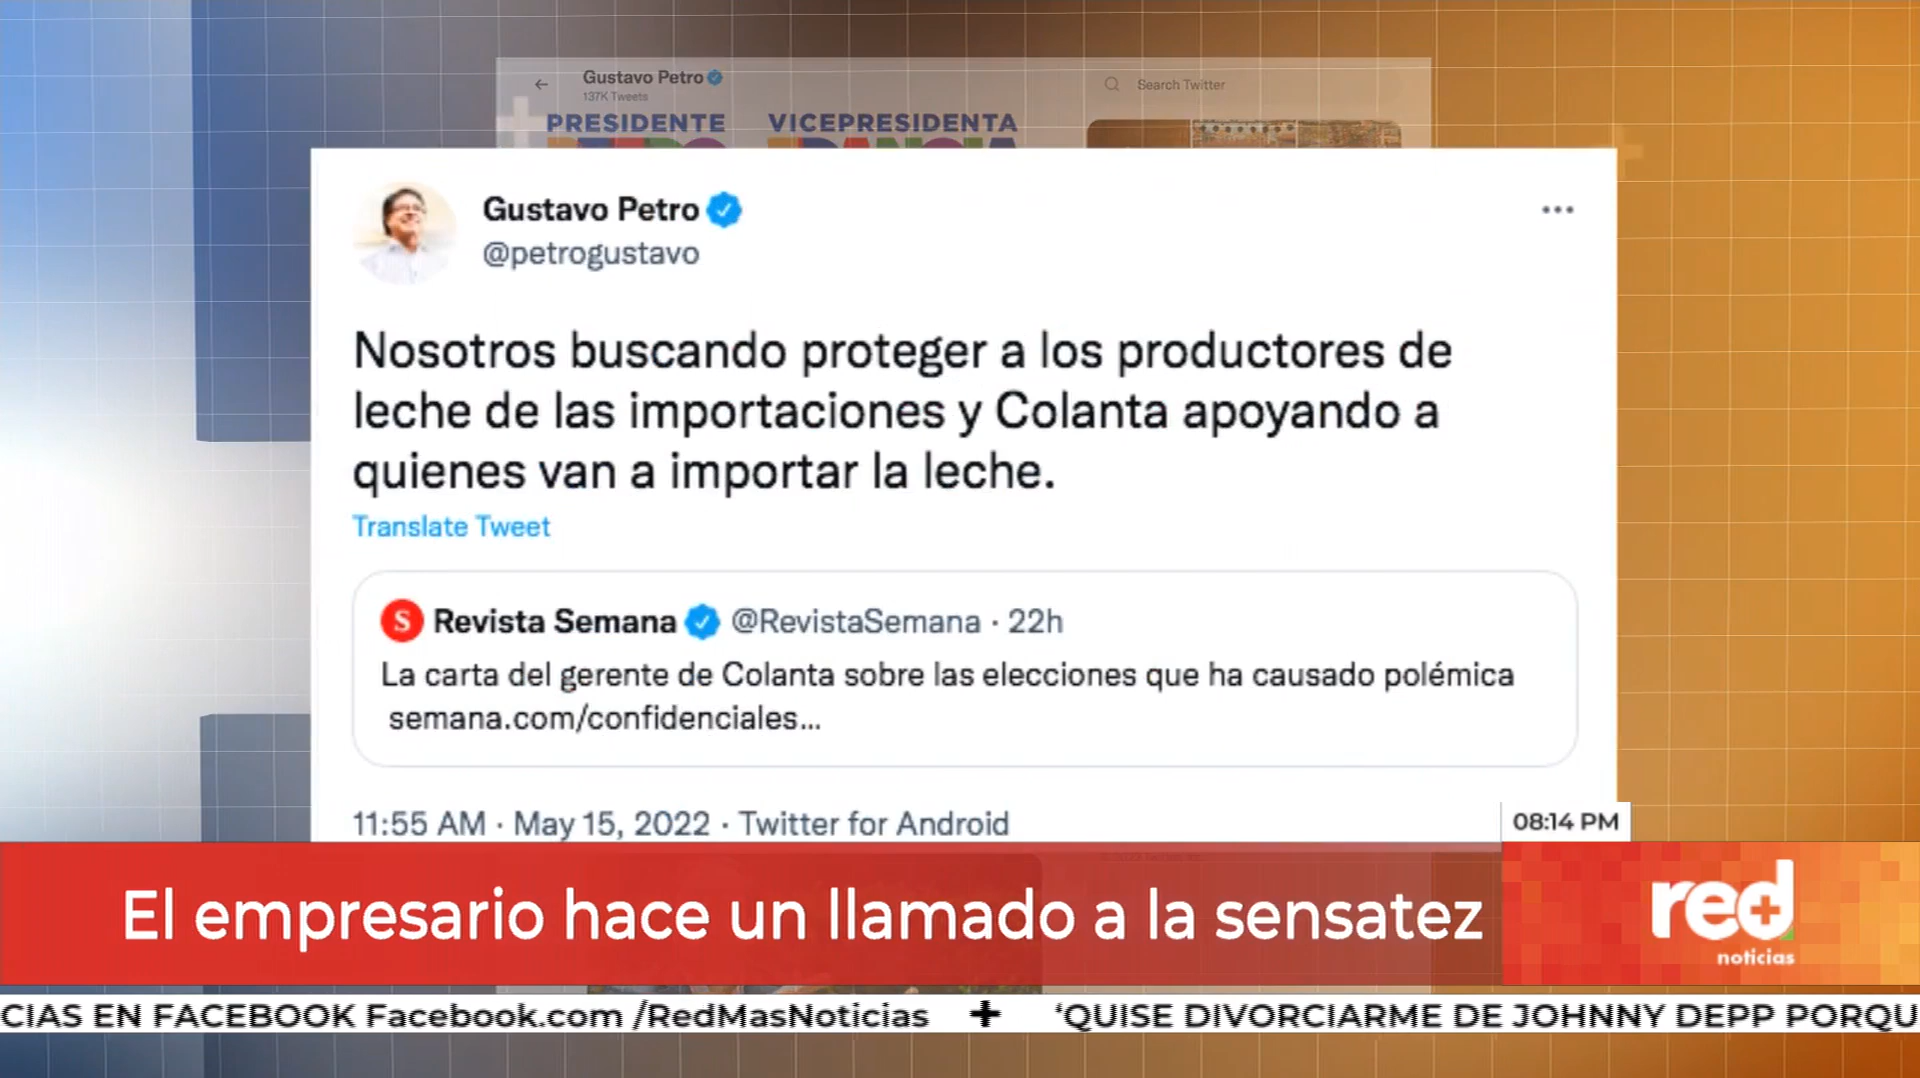 Gustavo Petro
137K Tweets
Search Twitter
PRESIDENTE VICEPRESIDENTA
Gustavo Petro
@petrogustavo
Nosotros buscando proteger a los productores de
leche de las importaciones y Colanta apoyando a
quienes van a importar la leche.
Translate Tweet
S Revista Semana @RevistaSemana · 22h
La carta del gerente de Colanta sobre las elecciones que ha causado polémica
semana.com/confidenciales...
11:55 AM · May 15, 2022 · Twitter for Android
08:14 PM
El empresario hace un llamado a la sensatez
red+
noticias
CIAS EN FACEBOOK Facebook.com /RedMasNoticias + ‘QUISE DIVORCIARME DE JOHNNY DEPP PORQU